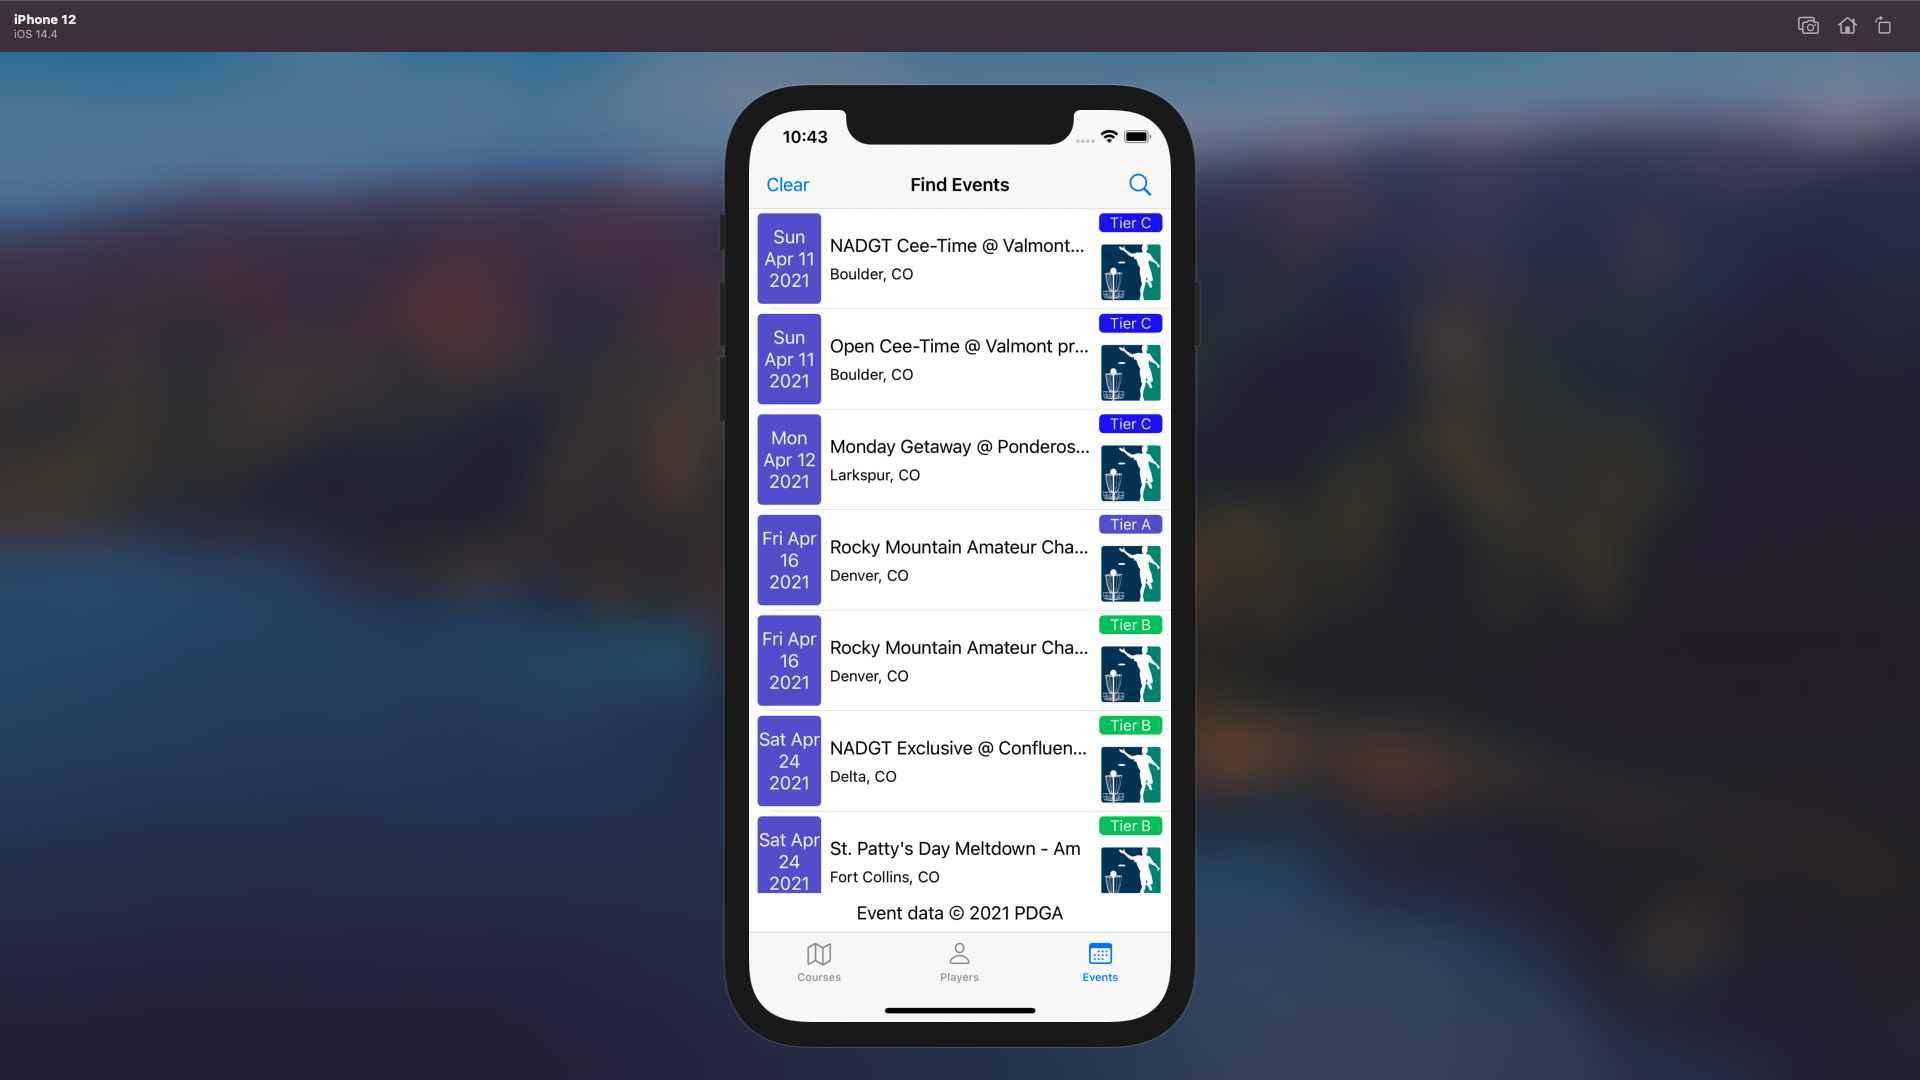 iPhone 12
iOS 14.4
10:43
Clear
Find Events
Sun
Apr 11
2021
NADGT Cee-Time @ Valmont...
Boulder, CO
Tier C
Sun
Apr 11
2021
Open Cee-Time @ Valmont pr...
Boulder, CO
Tier C
Mon
Apr 12
2021
Monday Getaway @ Ponderos...
Larkspur, CO
Tier C
Fri Apr
16
2021
Rocky Mountain Amateur Cha...
Denver, CO
Tier A
Fri Apr
16
2021
Rocky Mountain Amateur Cha...
Denver, CO
Tier B
Sat Apr
24
2021
NADGT Exclusive @ Confluen...
Delta, CO
Tier B
Sat Apr
24
2021
St. Patty's Day Meltdown - Am
Fort Collins, CO
Tier B
Event data © 2021 PDGA
Courses
Players
Events